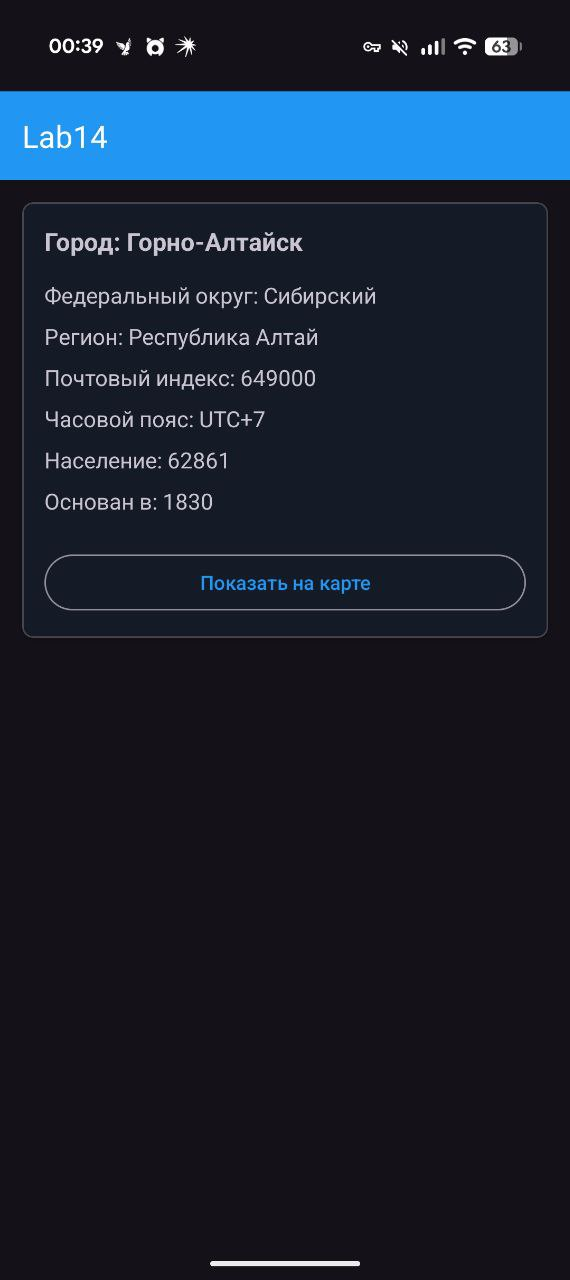 00:39
63
Lab14
Город: Горно-Алтайск
Федеральный округ: Сибирский
Регион: Республика Алтай
Почтовый индекс: 649000
Часовой пояс: UTC+7
Население: 62861
Основан в: 1830
Показать на карте